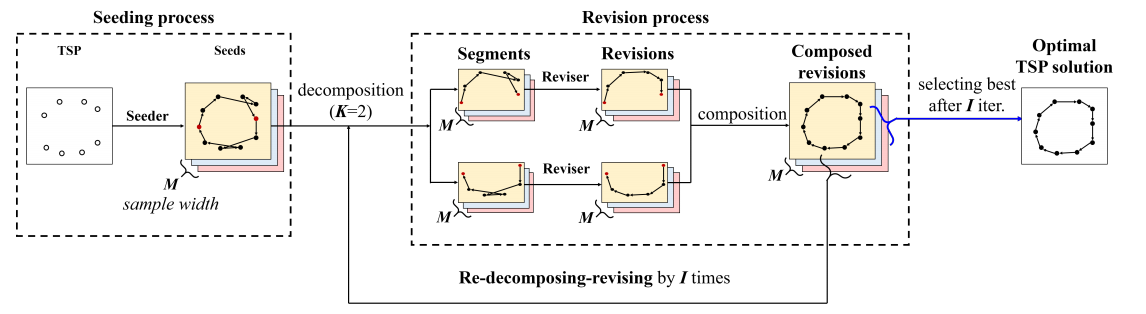 Seeding process
Revision process
TSP
Seeds
Seeder
M
sample width
decomposition
(K=2)
Segments
Revisions
Reviser
M
M
Reviser
M
M
composition
Composed
revisions
M
selecting best
after I iter.
Optimal
TSP solution
Re-decomposing-revising by I times